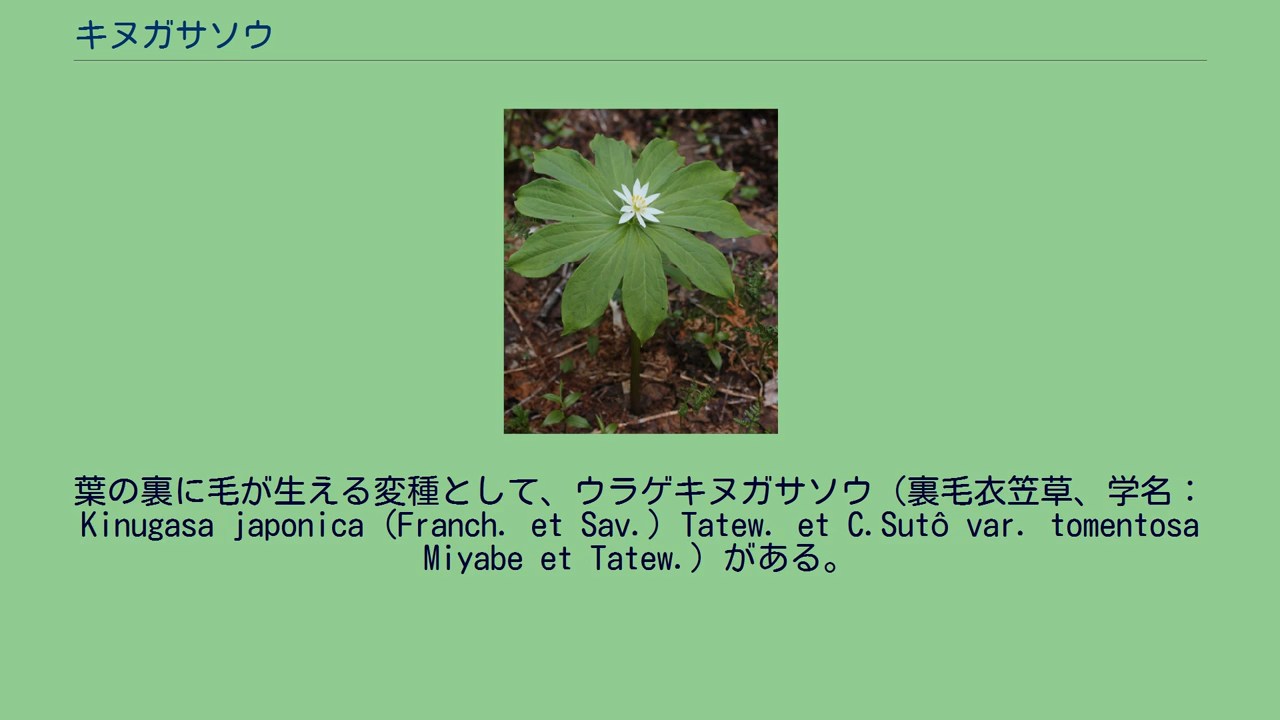 キヌガサソウ
葉の裏に毛が生える変種として、ウラゲキヌガサソウ（裏毛衣笠草、学名：
Kinugasa japonica (Franch. et Sav.) Tatew. et C.Sutô var. tomentosa
Miyabe et Tatew.）がある。